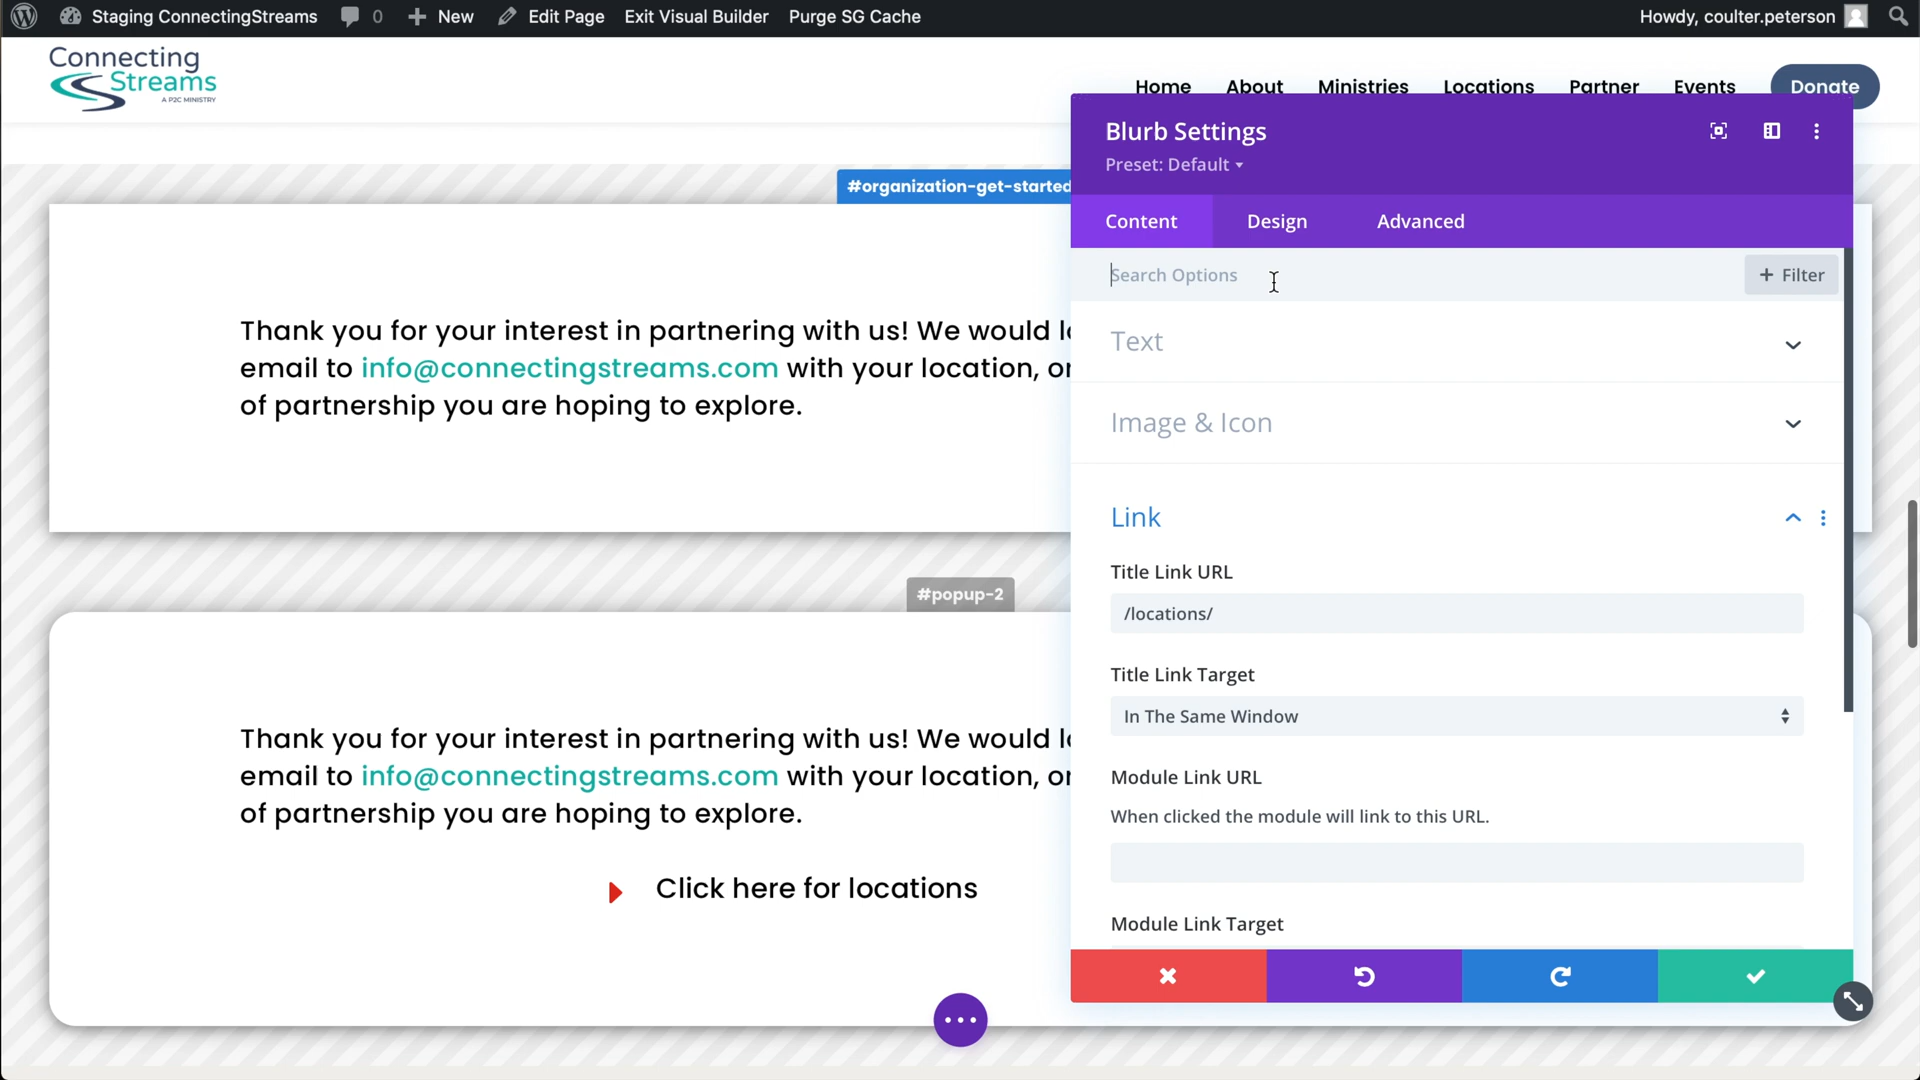 Staging ConnectingStreams 0 + New Edit Page Exit Visual Builder Purge SG Cache Howdy, coulter.peterson
Connecting
Streams
A P2C MINISTRY
Home About Ministries Locations Partner Events Donate
Blurb Settings
Preset: Default
#organization-get-started
Content Design Advanced
Search Options + Filter
Text
Image & Icon
Link
Title Link URL
/locations/
Title Link Target
In The Same Window
Module Link URL
When clicked the module will link to this URL.
Module Link Target
Thank you for your interest in partnering with us! We would
email to info@connectingstreams.com with your location,
of partnership you are hoping to explore.
#popup-2
Thank you for your interest in partnering with us! We would
email to info@connectingstreams.com with your location,
of partnership you are hoping to explore.
Click here for locations